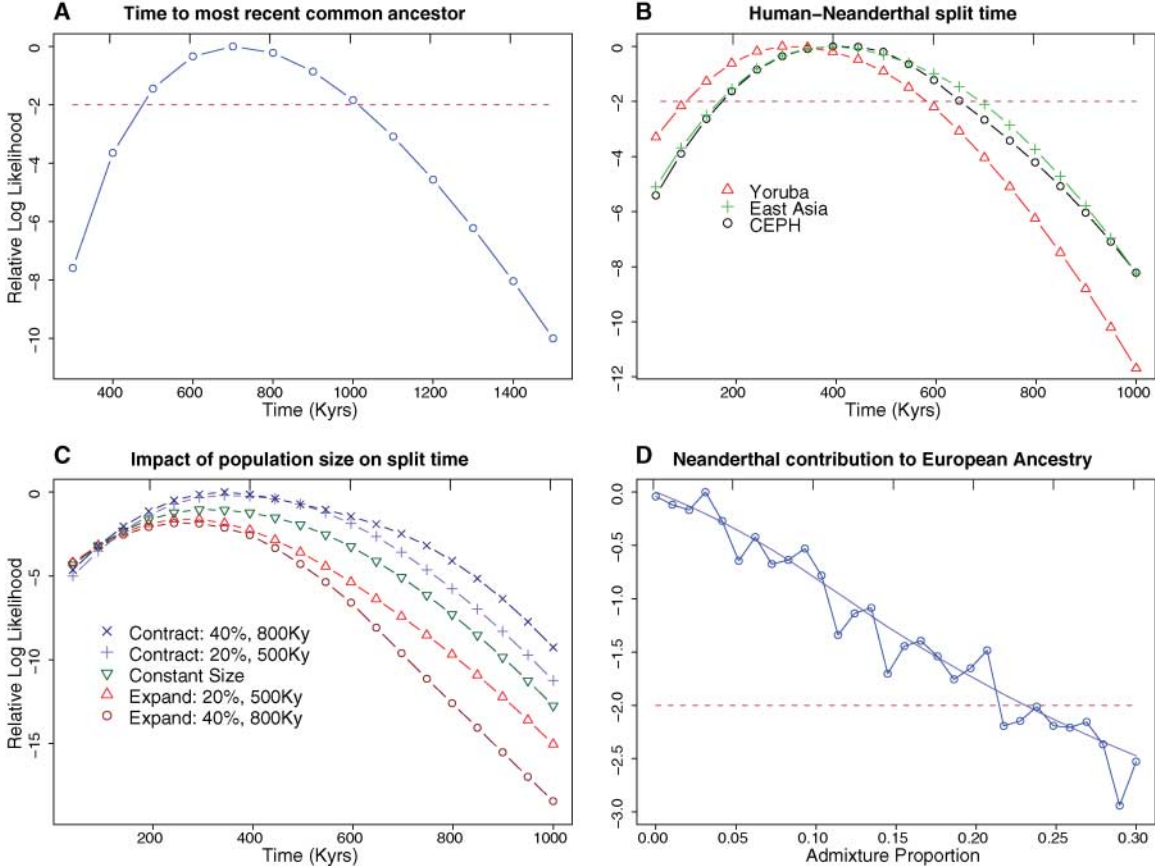 A Time to most recent common ancestor
Relative Log Likelihood
0
−2
−4
−6
−8
−10
400 600 800 1000 1200 1400
Time (Kyrs)
B Human−Neanderthal split time
0
−2
−4
−6
−8
−10
−12
Yoruba
East Asia
CEPH
200 400 600 800 1000
Time (Kyrs)
C Impact of population size on split time
Relative Log Likelihood
0
−5
−10
−15
Contract: 40%, 800Ky
Contract: 20%, 500Ky
Constant Size
Expand: 20%, 500Ky
Expand: 40%, 800Ky
200 400 600 800 1000
Time (Kyrs)
D Neanderthal contribution to European Ancestry
0.0
−0.5
−1.0
−1.5
−2.0
−2.5
−3.0
0.00 0.05 0.10 0.15 0.20 0.25 0.30
Admixture Proportion